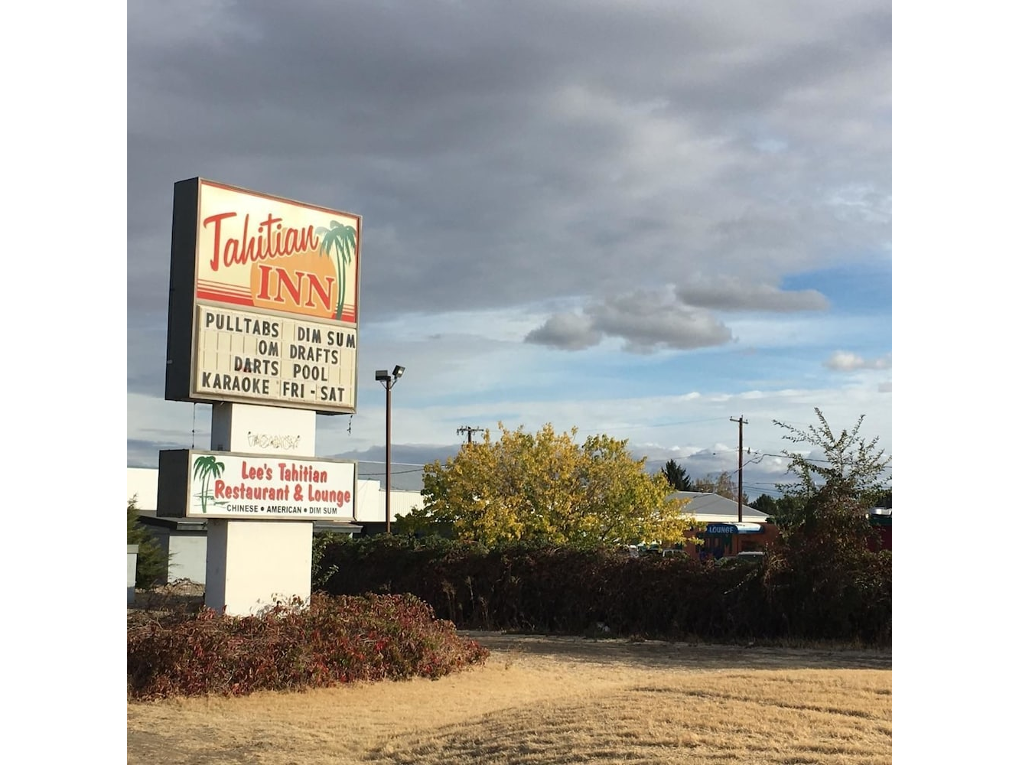 Tahitian
INN
PULLTABS DIM SUM
OM DRAFTS
DARTS POOL
KARAOKE FRI - SAT
Lee's Tahitian
Restaurant & Lounge
CHINESE • AMERICAN • DIM SUM
LOUNGE